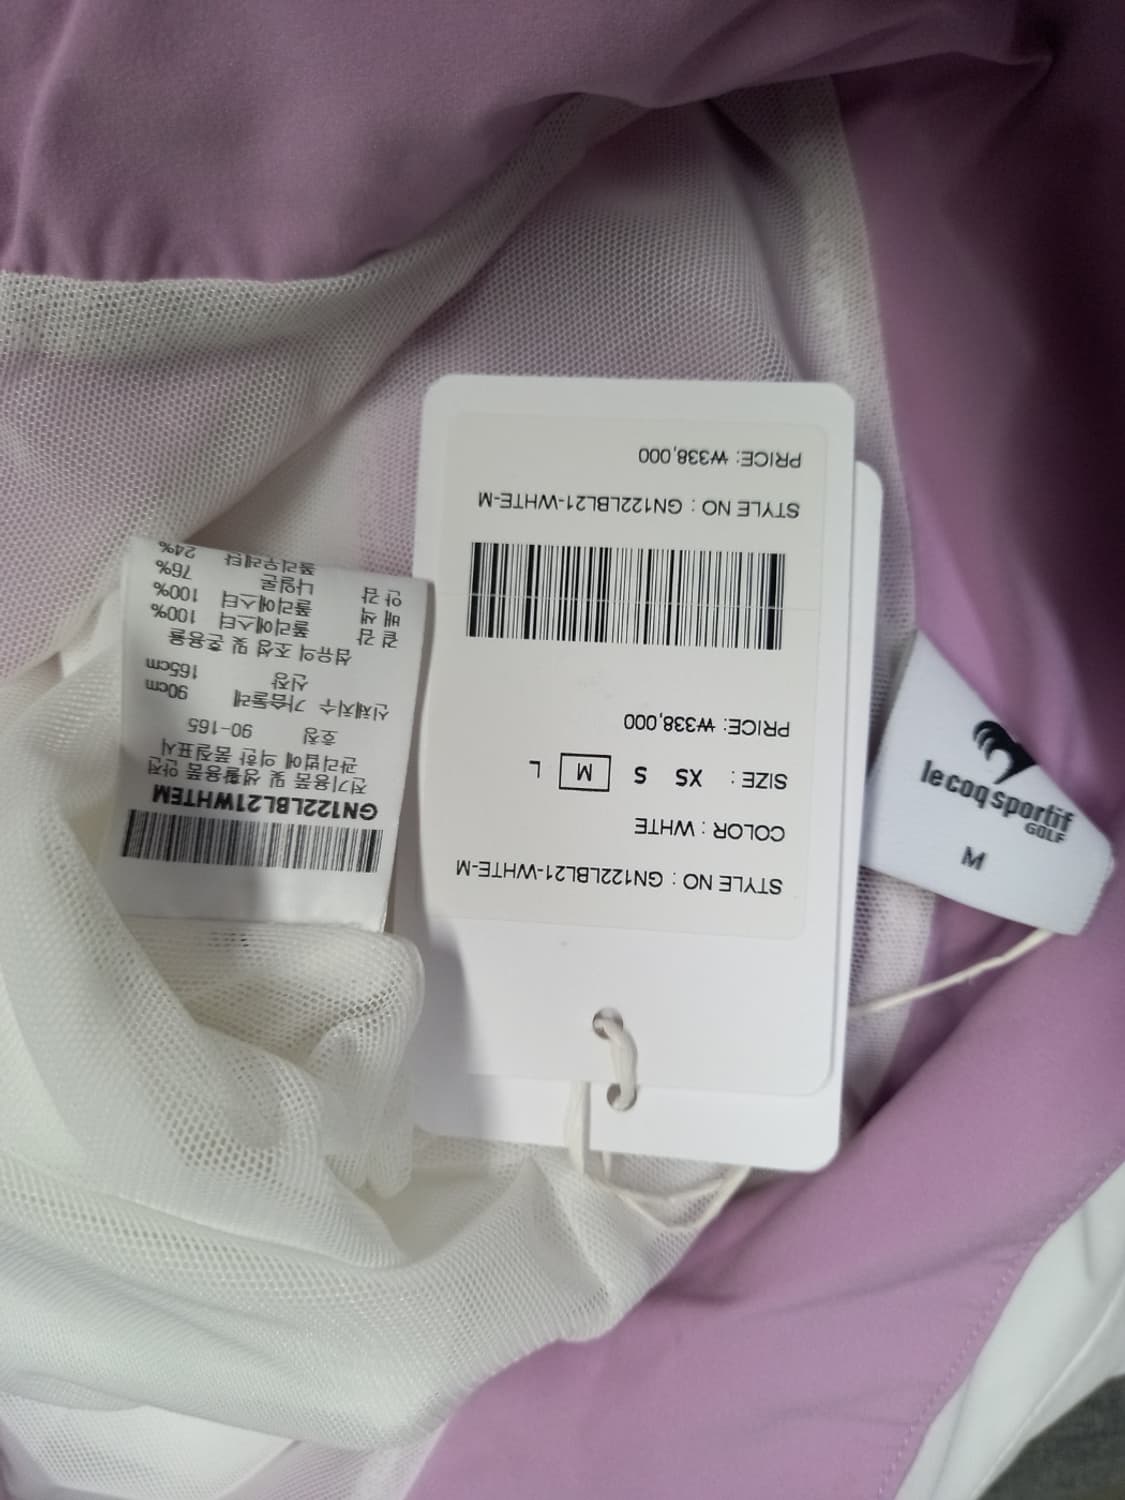 STYLE NO : GN122LBL21-WHTE-M
COLOR : WHTE
SIZE : XS S M L
PRICE: ₩338,000
STYLE NO : GN122LBL21-WHTE-M
PRICE: ₩338,000
GN122LBL21WHTEM
전기용품 및 생활용품 안전
관리법에 의한 품질표시
호칭 90-165
신체치수 가슴둘레 90cm
신장 165cm
섬유의 조성 및 혼용율
겉 감 폴리에스터 100%
배 색 폴리에스터 100%
안 감 나일론 76%
폴리우레탄 24%
le coq sportif
GOLF
M